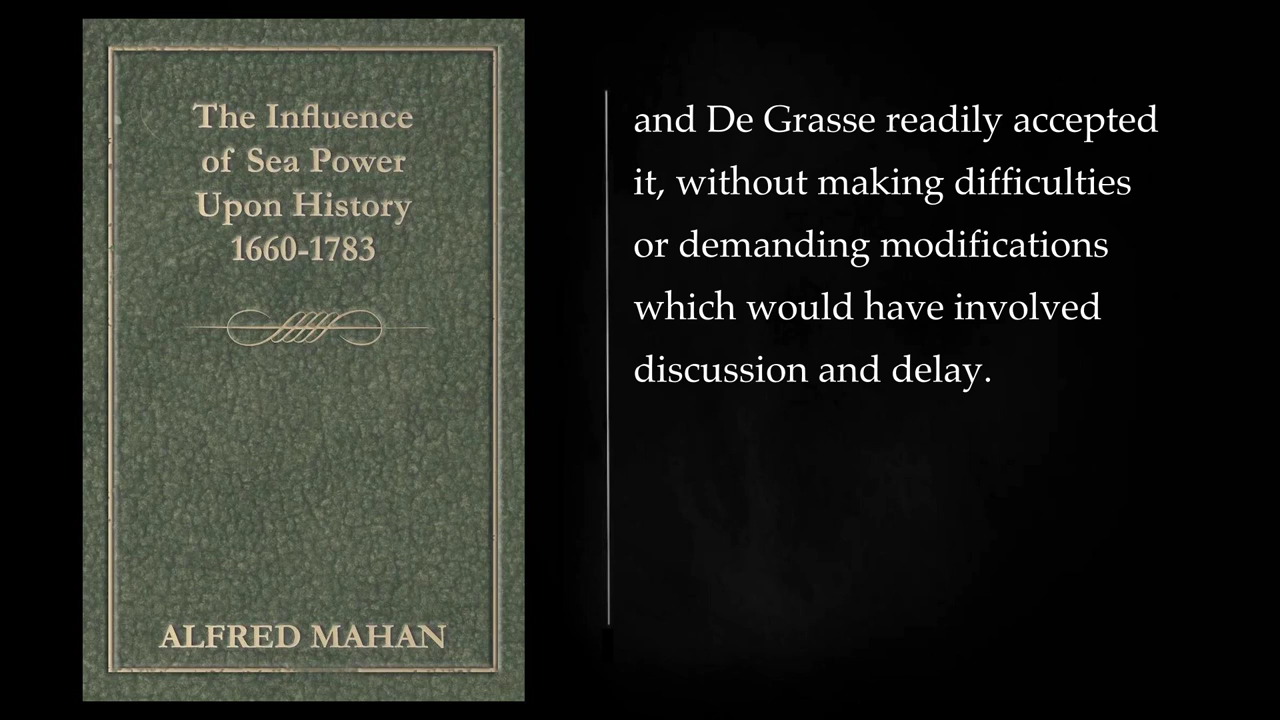 The Influence
of Sea Power
Upon History
1660-1783
ALFRED MAHAN
and De Grasse readily accepted
it, without making difficulties
or demanding modifications
which would have involved
discussion and delay.